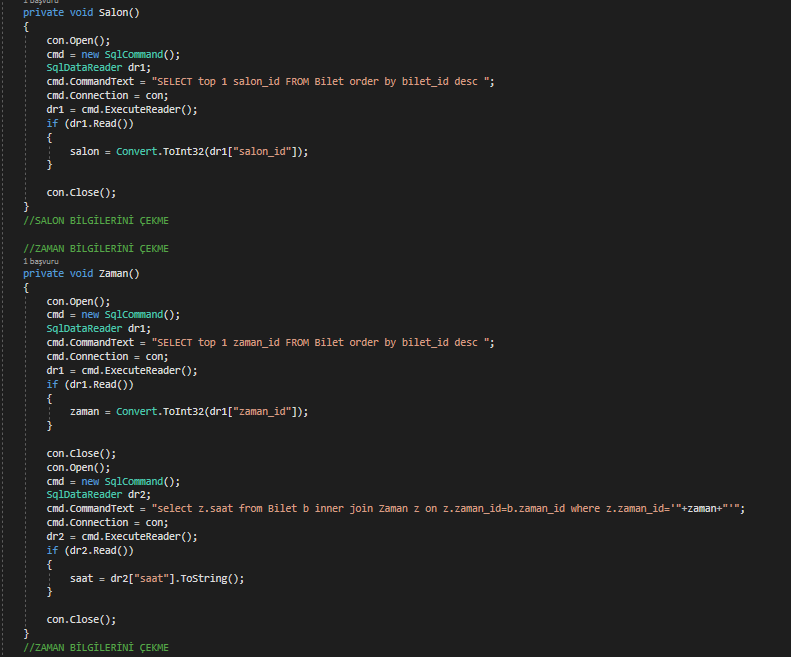 1 başvuru
private void Salon()
{
con.Open();
cmd = new SqlCommand();
SqlDataReader dr1;
cmd.CommandText = "SELECT top 1 salon_id FROM Bilet order by bilet_id desc ";
cmd.Connection = con;
dr1 = cmd.ExecuteReader();
if (dr1.Read())
{
salon = Convert.ToInt32(dr1["salon_id"]);
}
con.Close();
}
//SALON BİLGİLERİNİ ÇEKME
//ZAMAN BİLGİLERİNİ ÇEKME
1 başvuru
private void Zaman()
{
con.Open();
cmd = new SqlCommand();
SqlDataReader dr1;
cmd.CommandText = "SELECT top 1 zaman_id FROM Bilet order by bilet_id desc ";
cmd.Connection = con;
dr1 = cmd.ExecuteReader();
if (dr1.Read())
{
zaman = Convert.ToInt32(dr1["zaman_id"]);
}
con.Close();
con.Open();
cmd = new SqlCommand();
SqlDataReader dr2;
cmd.CommandText = "select z.saat from Bilet b inner join Zaman z on z.zaman_id=b.zaman_id where z.zaman_id='"+zaman+"'";
cmd.Connection = con;
dr2 = cmd.ExecuteReader();
if (dr2.Read())
{
saat = dr2["saat"].ToString();
}
con.Close();
}
//ZAMAN BİLGİLERİNİ ÇEKME